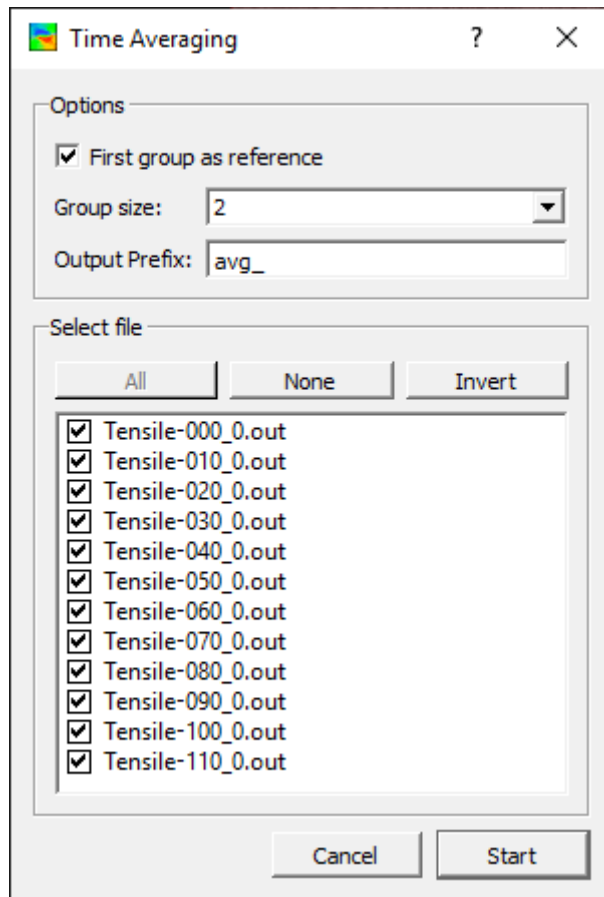 Time Averaging ?
Options
First group as reference
Group size: 2
Output Prefix: avg_
Select file
All None Invert
Tensile-000_0.out
Tensile-010_0.out
Tensile-020_0.out
Tensile-030_0.out
Tensile-040_0.out
Tensile-050_0.out
Tensile-060_0.out
Tensile-070_0.out
Tensile-080_0.out
Tensile-090_0.out
Tensile-100_0.out
Tensile-110_0.out
Cancel Start